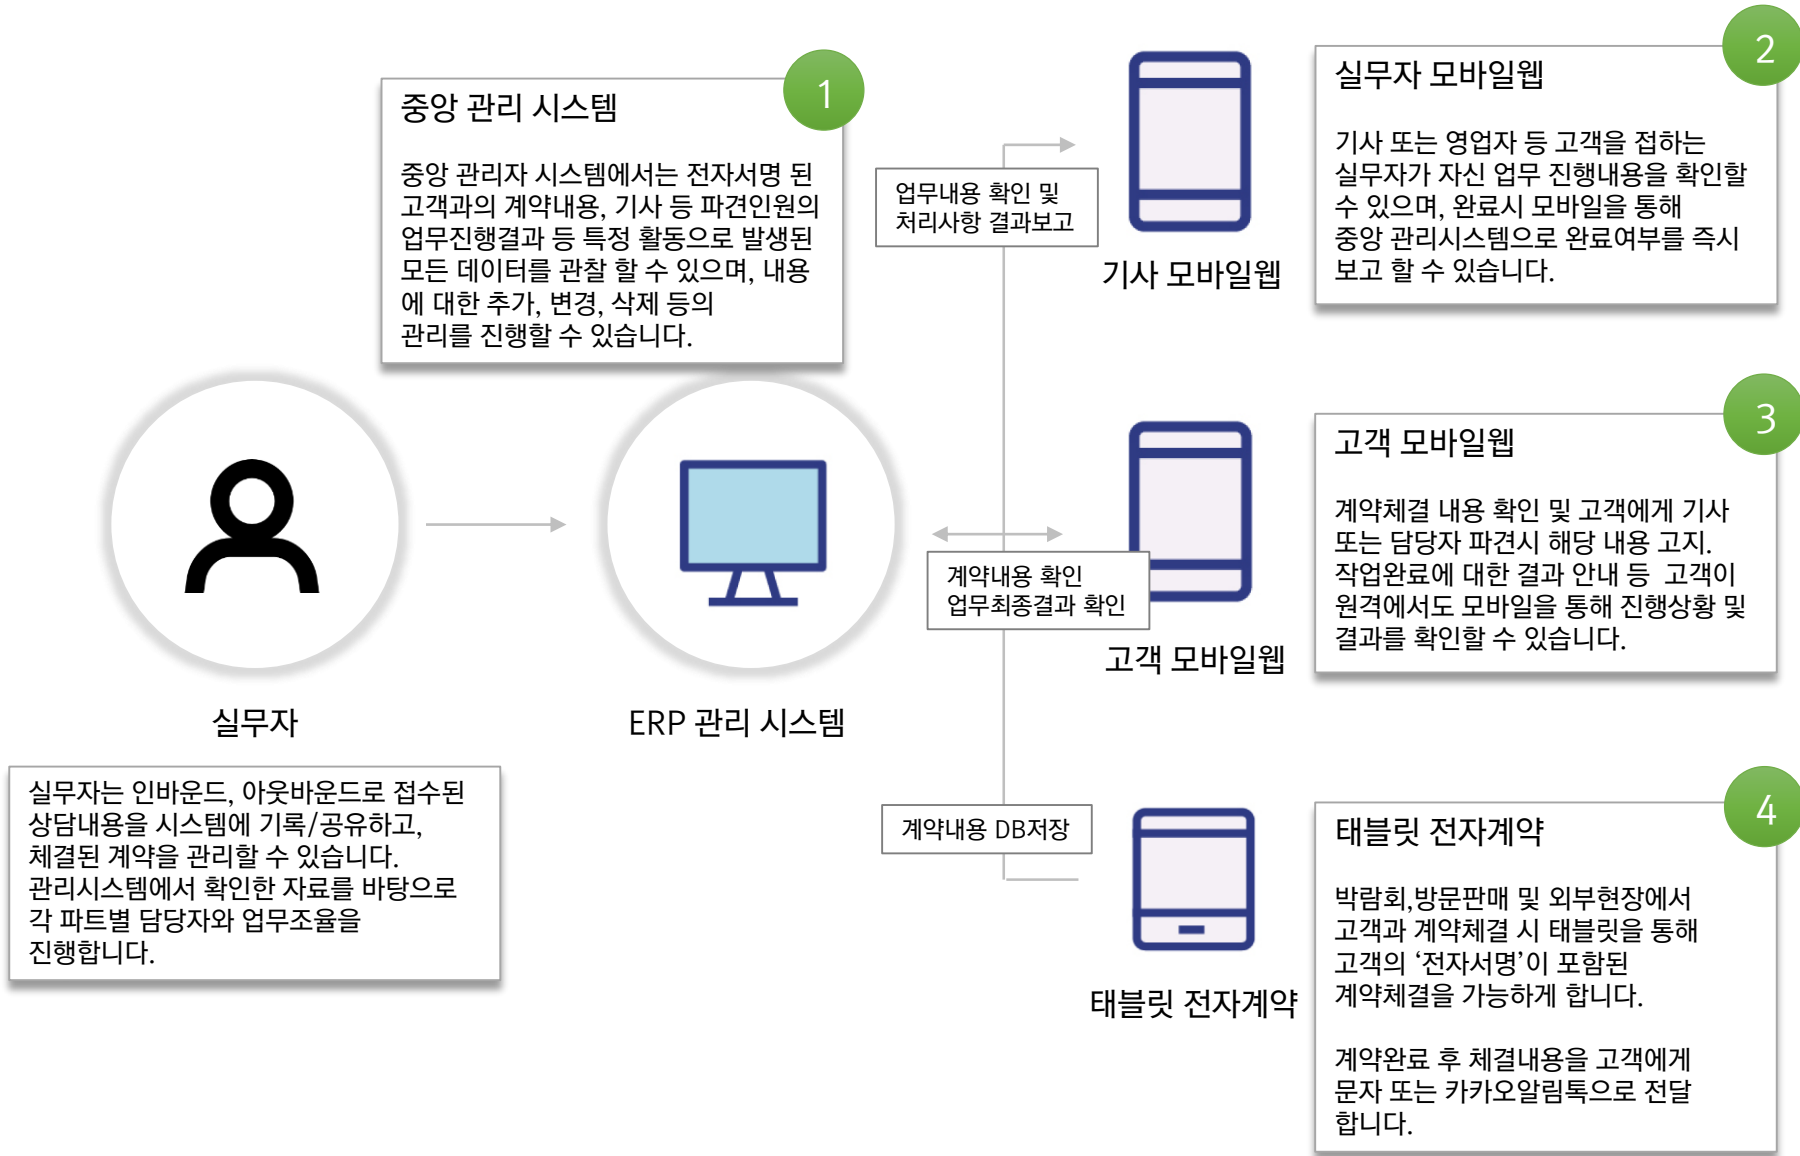 1
중앙 관리 시스템
중앙 관리자 시스템에서는 전자서명 된
고객과의 계약내용, 기사 등 파견인원의
업무진행결과 등 특정 활동으로 발생된
모든 데이터를 관찰 할 수 있으며, 내용
에 대한 추가, 변경, 삭제 등의
관리를 진행할 수 있습니다.
실무자
실무자는 인바운드, 아웃바운드로 접수된
상담내용을 시스템에 기록/공유하고,
체결된 계약을 관리할 수 있습니다.
관리시스템에서 확인한 자료를 바탕으로
각 파트별 담당자와 업무조율을
진행합니다.
ERP 관리 시스템
업무내용 확인 및
처리사항 결과보고
기사 모바일웹
2
실무자 모바일웹
기사 또는 영업자 등 고객을 접하는
실무자가 자신 업무 진행내용을 확인할
수 있으며, 완료시 모바일을 통해
중앙 관리시스템으로 완료여부를 즉시
보고 할 수 있습니다.
계약내용 확인
업무최종결과 확인
고객 모바일웹
3
고객 모바일웹
계약체결 내용 확인 및 고객에게 기사
또는 담당자 파견시 해당 내용 고지.
작업완료에 대한 결과 안내 등 고객이
원격에서도 모바일을 통해 진행상황 및
결과를 확인할 수 있습니다.
계약내용 DB저장
태블릿 전자계약
4
태블릿 전자계약
박람회,방문판매 및 외부현장에서
고객과 계약체결 시 태블릿을 통해
고객의 ‘전자서명’이 포함된
계약체결을 가능하게 합니다.
계약완료 후 체결내용을 고객에게
문자 또는 카카오알림톡으로 전달
합니다.